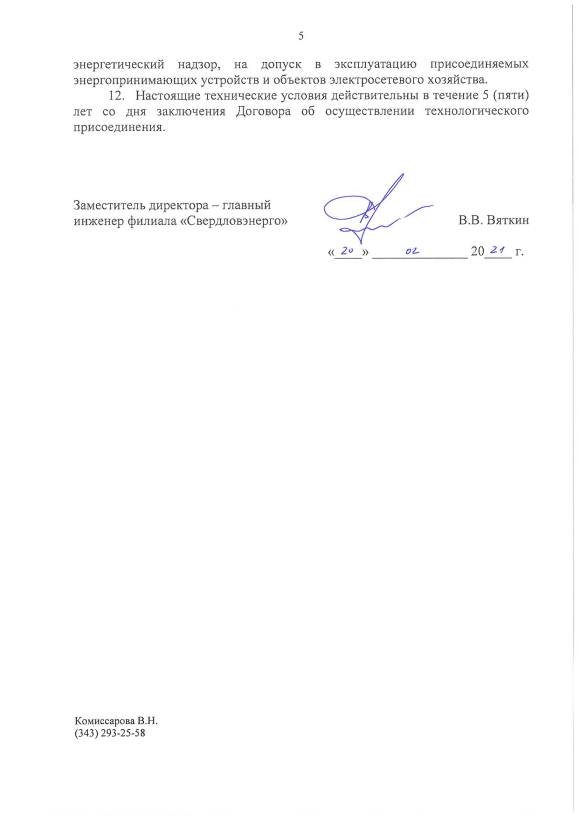 5
энергетический надзор, на допуск в эксплуатацию присоединяемых
энергопринимающих устройств и объектов электросетевого хозяйства.
12. Настоящие технические условия действительны в течение 5 (пяти)
лет со дня заключения Договора об осуществлении технологического
присоединения.
Заместитель директора – главный
инженер филиала «Свердловэнерго»
В.В. Вяткин
«20» 02 2021 г.
Комиссарова В.Н.
(343) 293-25-58